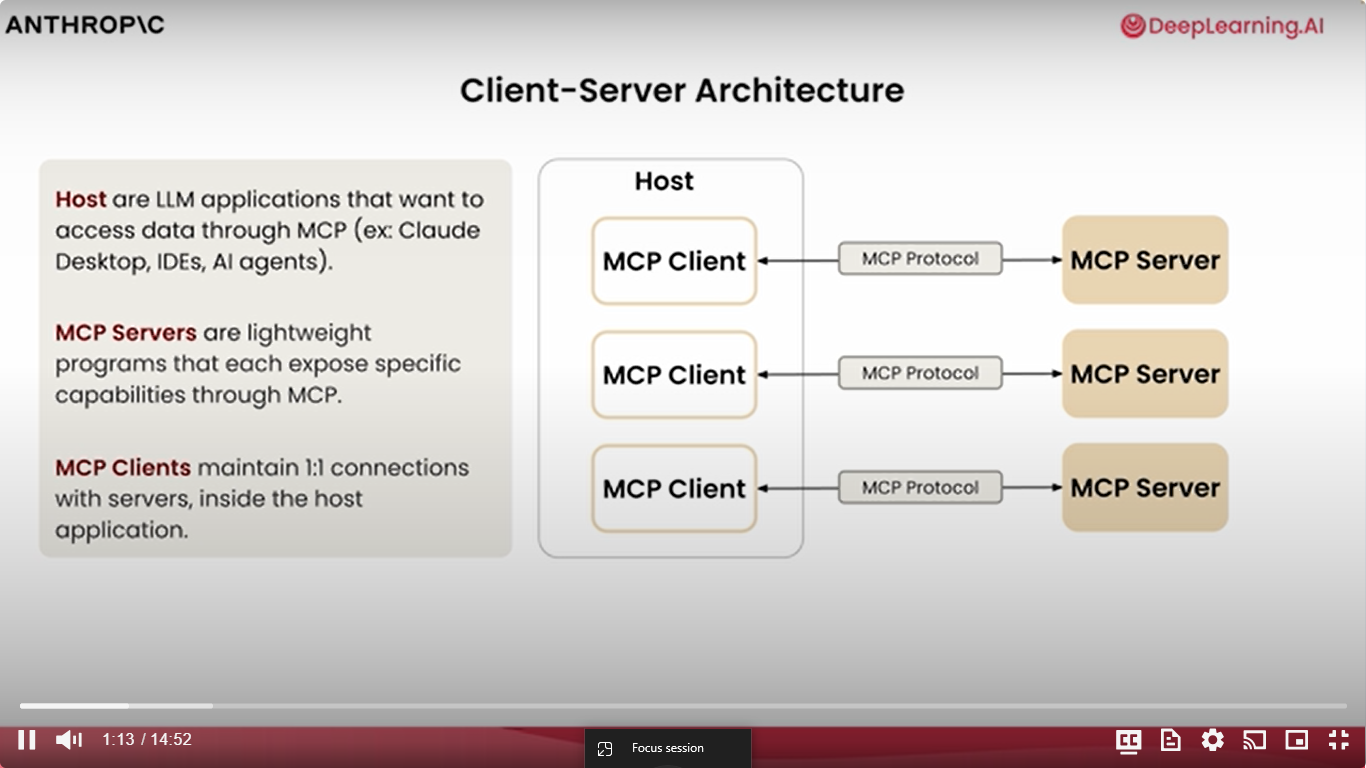 ANTHROP\C
DeepLearning.AI
Client-Server Architecture
Host are LLM applications that want to
access data through MCP (ex: Claude
Desktop, IDEs, AI agents).
MCP Servers are lightweight
programs that each expose specific
capabilities through MCP.
MCP Clients maintain 1:1 connections
with servers, inside the host
application.
Host
MCP Client
MCP Protocol
MCP Server
MCP Client
MCP Protocol
MCP Server
MCP Client
MCP Protocol
MCP Server
1:13 / 14:52
Focus session
CC